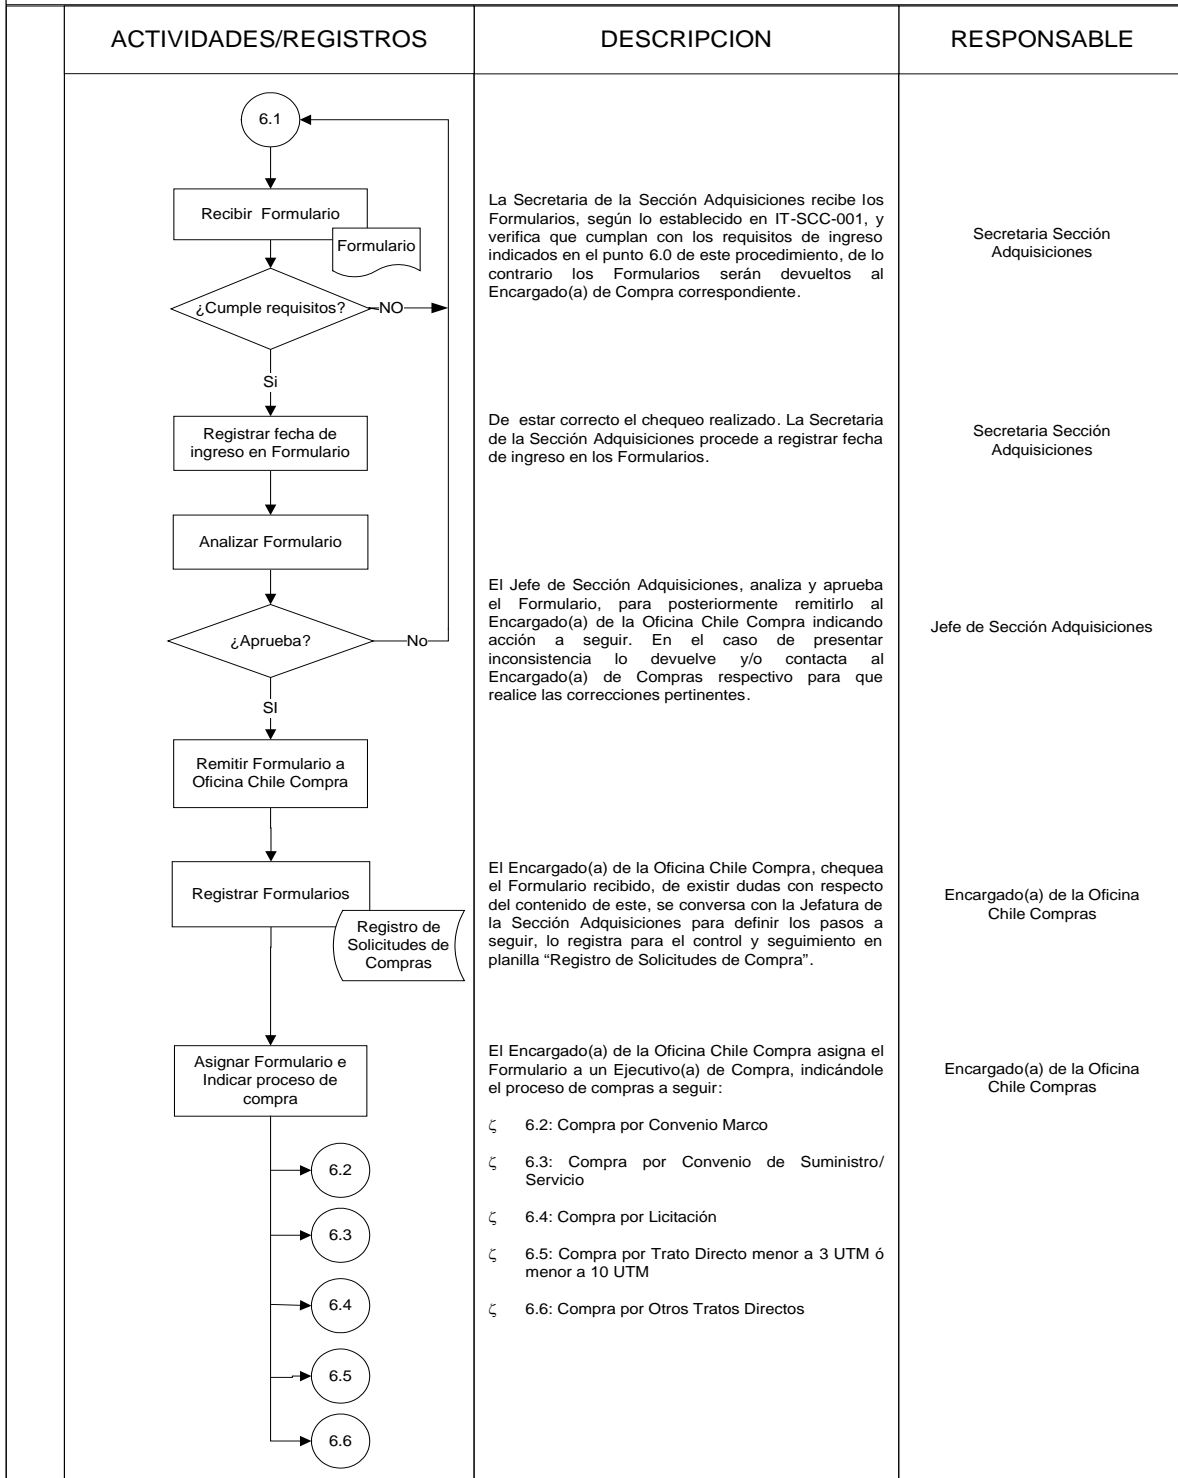 ACTIVIDADES/REGISTROS
DESCRIPCION
RESPONSABLE
6.1
Recibir Formulario
Formulario
¿Cumple requisitos?
NO
Si
La Secretaria de la Sección Adquisiciones recibe los
Formularios, según lo establecido en IT-SCC-001, y
verifica que cumplan con los requisitos de ingreso
indicados en el punto 6.0 de este procedimiento, de lo
contrario los Formularios serán devueltos al
Encargado(a) de Compra correspondiente.
Secretaria Sección
Adquisiciones
Registrar fecha de
ingreso en Formulario
De estar correcto el chequeo realizado. La Secretaria
de la Sección Adquisiciones procede a registrar fecha
de ingreso en los Formularios.
Secretaria Sección
Adquisiciones
Analizar Formulario
¿Aprueba?
No
SI
El Jefe de Sección Adquisiciones, analiza y aprueba
el Formulario, para posteriormente remitirlo al
Encargado(a) de la Oficina Chile Compra indicando
acción a seguir. En el caso de presentar
inconsistencia lo devuelve y/o contacta al
Encargado(a) de Compras respectivo para que
realice las correcciones pertinentes.
Jefe de Sección Adquisiciones
Remitir Formulario a
Oficina Chile Compra
Registrar Formularios
Registro de
Solicitudes de
Compras
El Encargado(a) de la Oficina Chile Compra, chequea
el Formulario recibido, de existir dudas con respecto
del contenido de este, se conversa con la Jefatura de
la Sección Adquisiciones para definir los pasos a
seguir, lo registra para el control y seguimiento en
planilla “Registro de Solicitudes de Compra”.
Encargado(a) de la Oficina
Chile Compras
Asignar Formulario e
Indicar proceso de
compra
El Encargado(a) de la Oficina Chile Compra asigna el
Formulario a un Ejecutivo(a) de Compra, indicándole
el proceso de compras a seguir:
Encargado(a) de la Oficina
Chile Compras
ζ 6.2: Compra por Convenio Marco
ζ 6.3: Compra por Convenio de Suministro/
Servicio
ζ 6.4: Compra por Licitación
ζ 6.5: Compra por Trato Directo menor a 3 UTM ó
menor a 10 UTM
ζ 6.6: Compra por Otros Tratos Directos
6.2
6.3
6.4
6.5
6.6